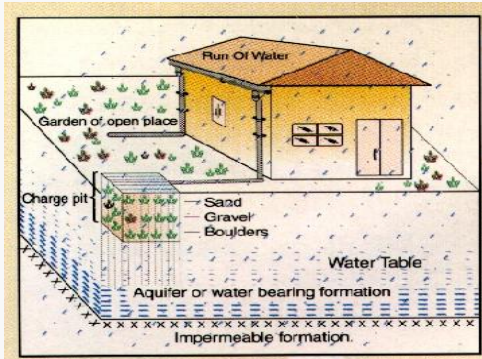 Run Of Water
Garden of open place
Charge pit
Sand
Gravel
Boulders
Water Table
Aquifer or water bearing formation
Impermeable formation.